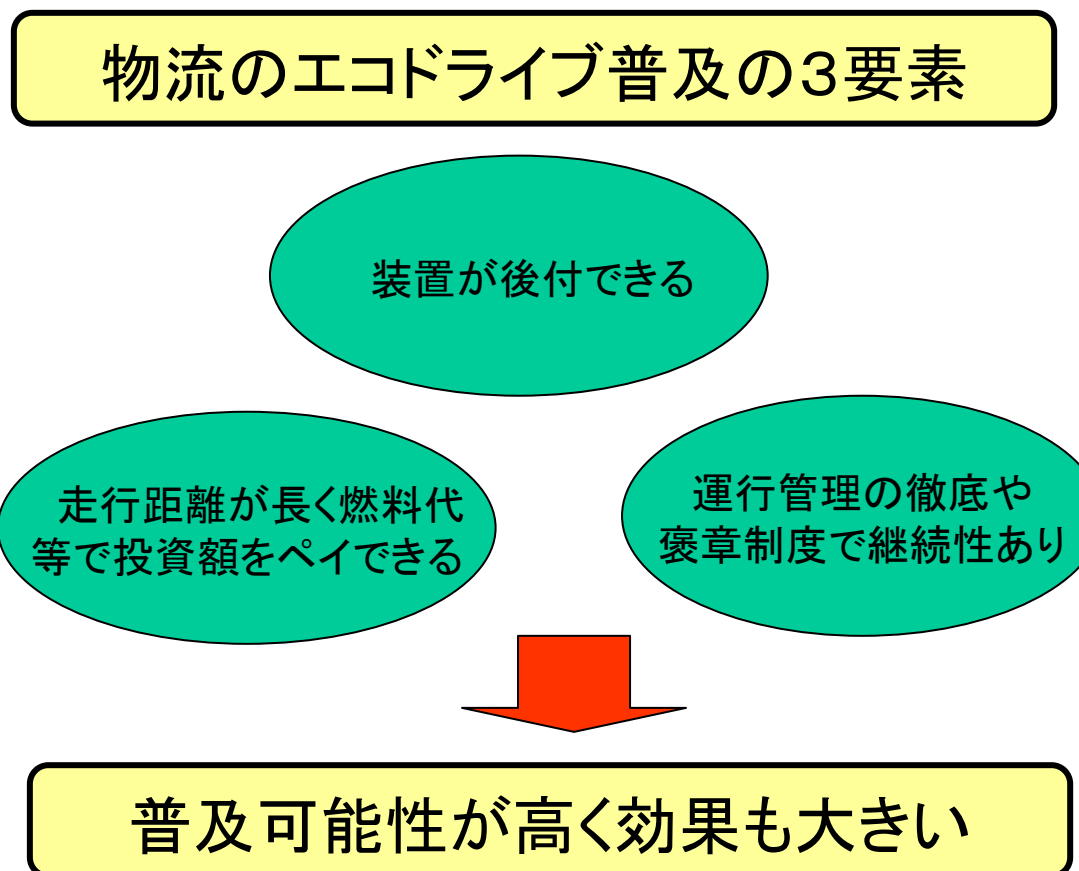 物流のエコドライブ普及の３要素
装置が後付できる
走行距離が長く燃料代
等で投資額をペイできる
運行管理の徹底や
褒章制度で継続性あり
普及可能性が高く効果も大きい